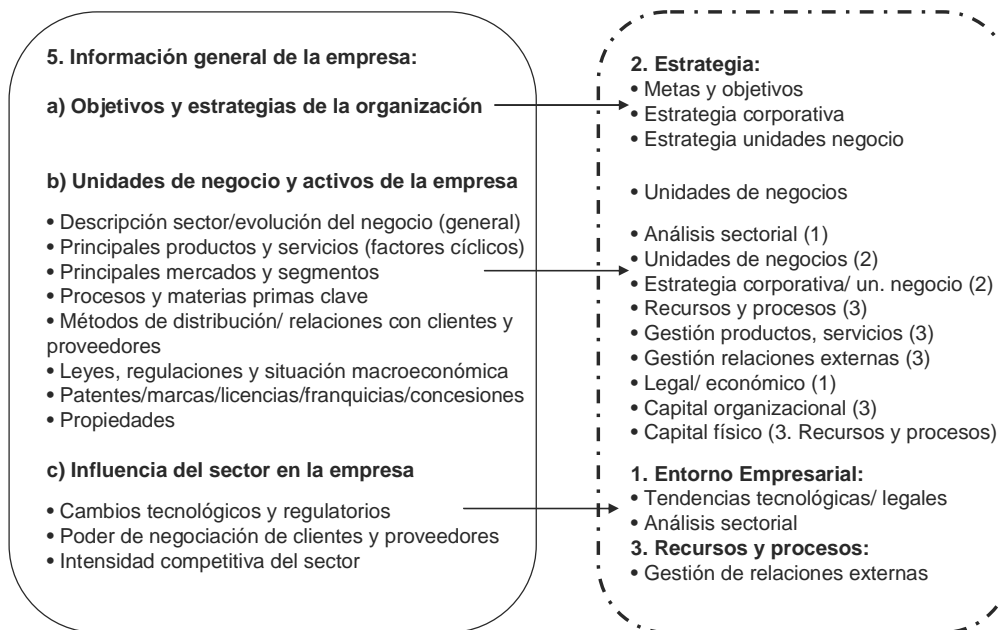 5. Información general de la empresa:
a) Objetivos y estrategias de la organización
b) Unidades de negocio y activos de la empresa
• Descripción sector/evolución del negocio (general)
• Principales productos y servicios (factores cíclicos)
• Principales mercados y segmentos
• Procesos y materias primas clave
• Métodos de distribución/ relaciones con clientes y
proveedores
• Leyes, regulaciones y situación macroeconómica
• Patentes/marcas/licencias/franquicias/concesiones
• Propiedades
c) Influencia del sector en la empresa
• Cambios tecnológicos y regulatorios
• Poder de negociación de clientes y proveedores
• Intensidad competitiva del sector
2. Estrategia:
• Metas y objetivos
• Estrategia corporativa
• Estrategia unidades negocio
• Unidades de negocios
• Análisis sectorial (1)
• Unidades de negocios (2)
• Estrategia corporativa/ un. negocio (2)
• Recursos y procesos (3)
• Gestión productos, servicios (3)
• Gestión relaciones externas (3)
• Legal/ económico (1)
• Capital organizacional (3)
• Capital físico (3. Recursos y procesos)
1. Entorno Empresarial:
• Tendencias tecnológicas/ legales
• Análisis sectorial
3. Recursos y procesos:
• Gestión de relaciones externas